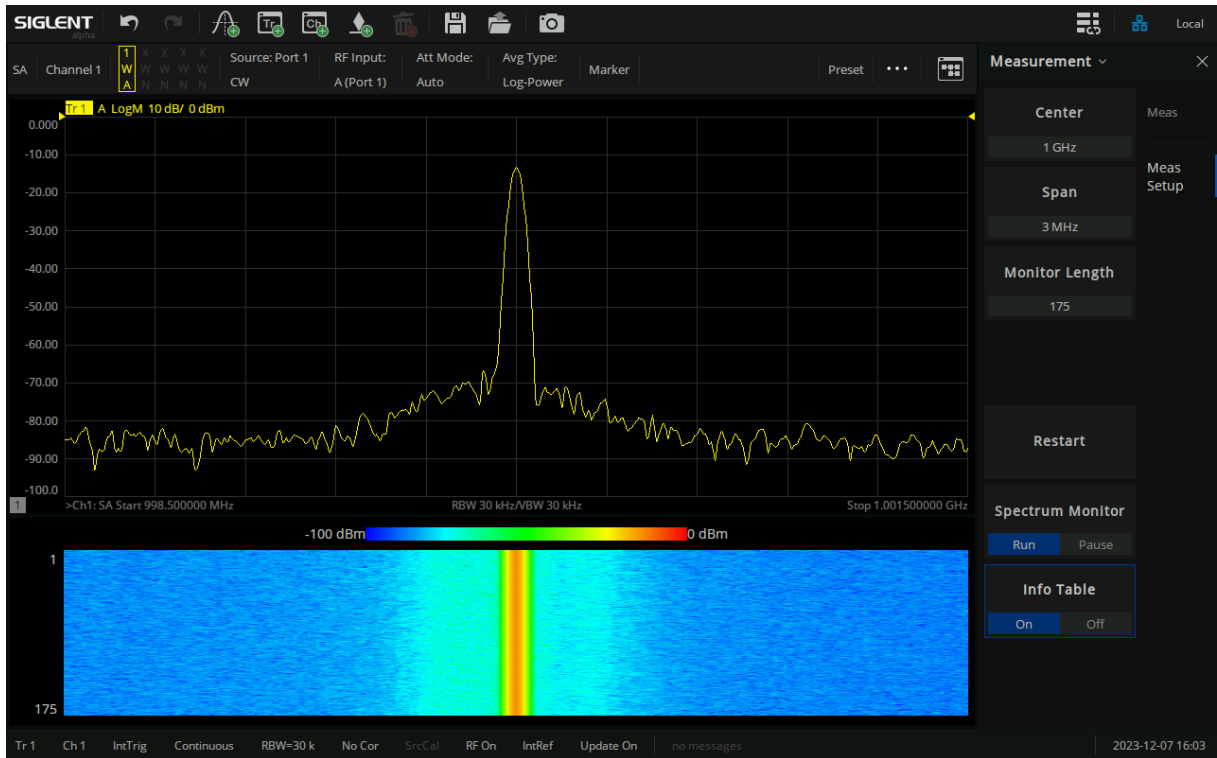 SIGLENT
alpha
Tr
Ch
Local
SA
Channel 1
1 X X X X
W W W W W
A N N N N
Source: Port 1
CW
RF Input:
A (Port 1)
Att Mode:
Auto
Avg Type:
Log-Power
Marker
Preset
Measurement
Tr 1 A LogM 10 dB/ 0 dBm
0.000
-10.00
-20.00
-30.00
-40.00
-50.00
-60.00
-70.00
-80.00
-90.00
-100.0
1
>Ch1: SA Start 998.500000 MHz
RBW 30 kHz/VBW 30 kHz
Stop 1.001500000 GHz
-100 dBm
0 dBm
1
175
Center
1 GHz
Span
3 MHz
Monitor Length
175
Restart
Spectrum Monitor
Run Pause
Info Table
On Off
Meas
Meas
Setup
Tr 1 Ch 1 IntTrig Continuous RBW=30 k No Cor SrcCal RF On IntRef Update On no messages 2023-12-07 16:03